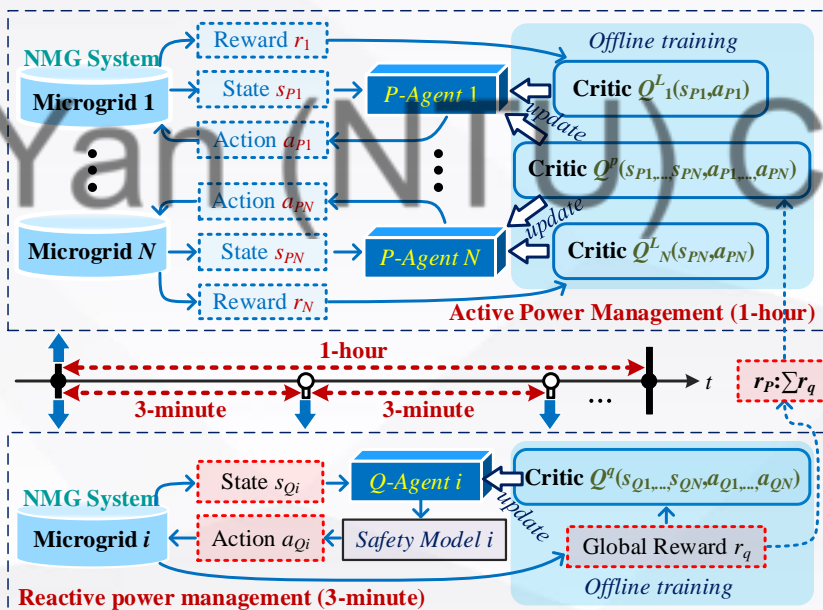 Reward r1
Offline training
NMG System
Microgrid 1
State sP1
P-Agent 1
Critic QL1(sP1,aP1)
Action aP1
update
Yan (NTU) C
Critic Qp(sP1,...,sPN,aP1,...,aPN)
Action aPN
update
Microgrid N
State sPN
P-Agent N
Critic QLN(sPN,aPN)
Reward rN
Active Power Management (1-hour)
1-hour
t
3-minute
3-minute
...
rP:∑rq
NMG System
State sQi
Q-Agent i
Critic Qq(sQ1,...,sQN,aQ1,...,aQN)
update
Microgrid i
Action aQi
Safety Model i
Global Reward rq
Reactive power management (3-minute)
Offline training